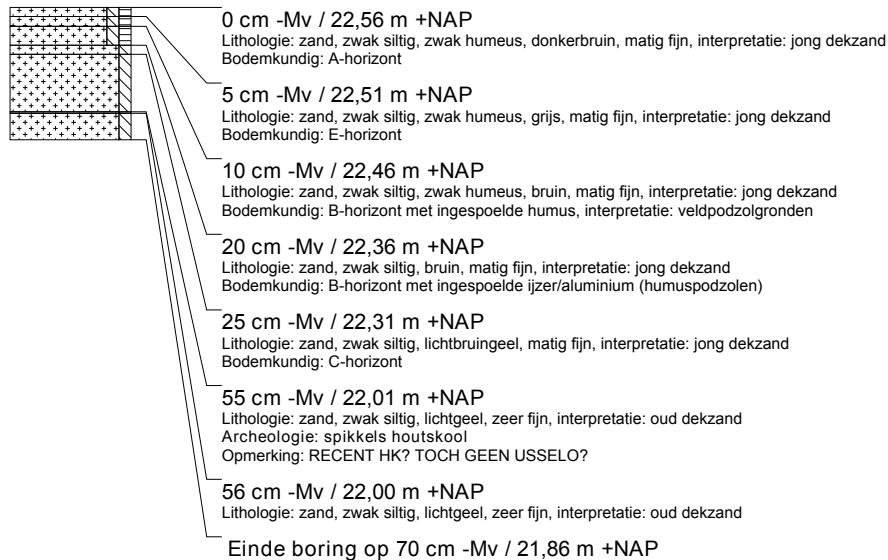 0 cm -Mv / 22,56 m +NAP
Lithologie: zand, zwak siltig, zwak humeus, donkerbruin, matig fijn, interpretatie: jong dekzand
Bodemkundig: A-horizont
5 cm -Mv / 22,51 m +NAP
Lithologie: zand, zwak siltig, zwak humeus, grijs, matig fijn, interpretatie: jong dekzand
Bodemkundig: E-horizont
10 cm -Mv / 22,46 m +NAP
Lithologie: zand, zwak siltig, zwak humeus, bruin, matig fijn, interpretatie: jong dekzand
Bodemkundig: B-horizont met ingespoelde humus, interpretatie: veldpodzolgronden
20 cm -Mv / 22,36 m +NAP
Lithologie: zand, zwak siltig, bruin, matig fijn, interpretatie: jong dekzand
Bodemkundig: B-horizont met ingespoelde ijzer/aluminium (humuspodzolen)
25 cm -Mv / 22,31 m +NAP
Lithologie: zand, zwak siltig, lichtbruingeel, matig fijn, interpretatie: jong dekzand
Bodemkundig: C-horizont
55 cm -Mv / 22,01 m +NAP
Lithologie: zand, zwak siltig, lichtgeel, zeer fijn, interpretatie: oud dekzand
Archeologie: spikkels houtskool
Opmerking: RECENT HK? TOCH GEEN USSELO?
56 cm -Mv / 22,00 m +NAP
Lithologie: zand, zwak siltig, lichtgeel, zeer fijn, interpretatie: oud dekzand
Einde boring op 70 cm -Mv / 21,86 m +NAP